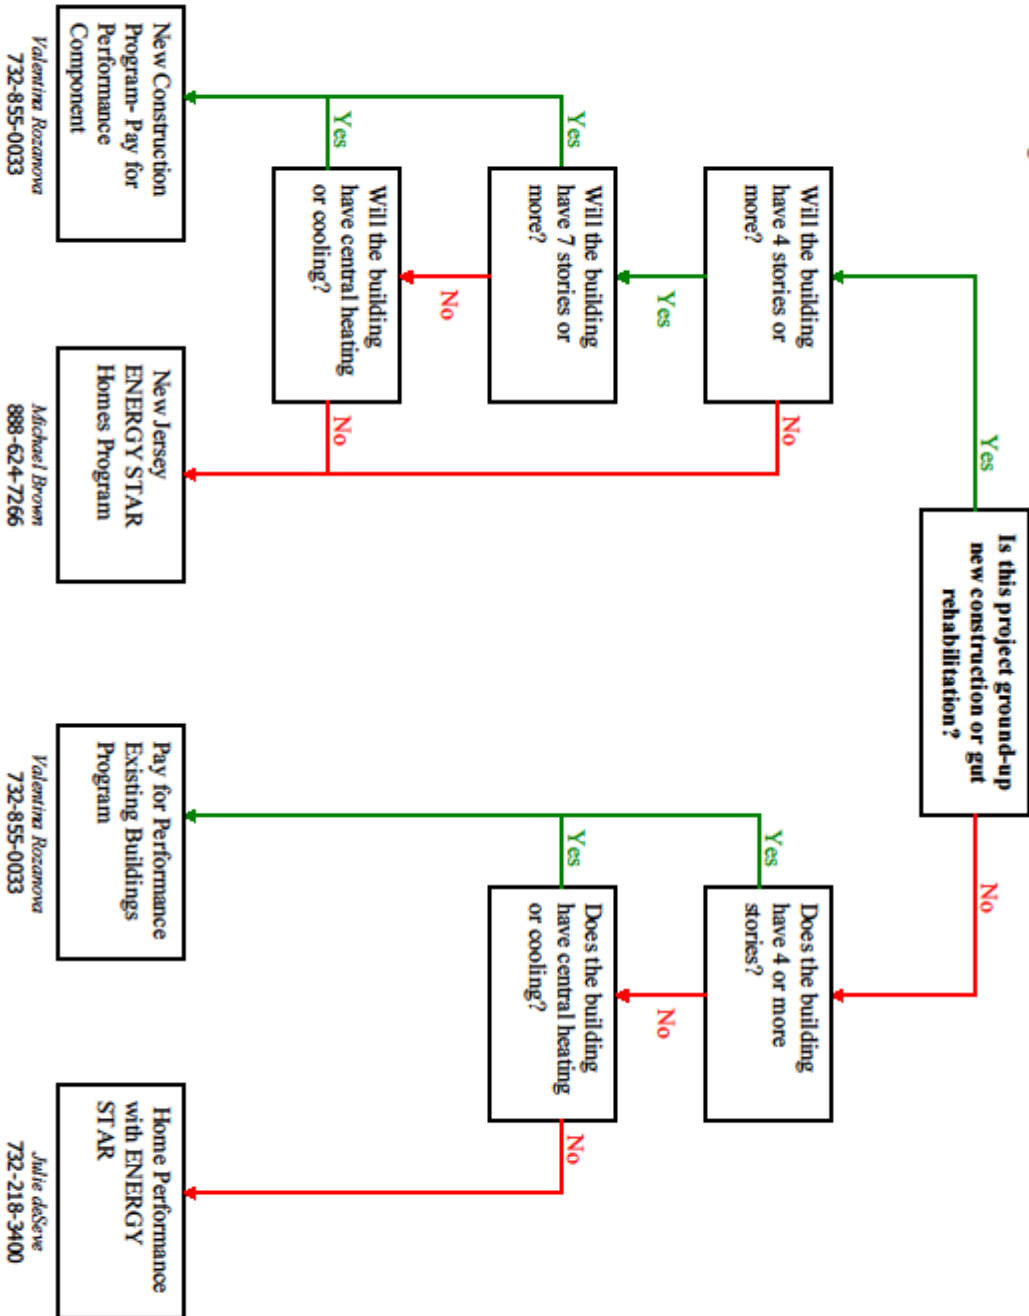 Is this project ground-up
new construction or gut
rehabilitation?
Yes
No
Will the building
have 4 stories or
more?
Does the building
have 4 or more
stories?
Yes
No
Yes
No
Will the building
have 7 stories or
more?
Does the building
have central heating
or cooling?
Yes
No
Yes
No
Will the building
have central heating
or cooling?
Yes
No
New Construction
Program- Pay for
Performance
Component
New Jersey
ENERGY STAR
Homes Program
Pay for Performance
Existing Buildings
Program
Home Performance
with ENERGY
STAR
Valentina Rozanova
732-855-0033
Michael Brown
888-624-7266
Valentina Rozanova
732-855-0033
Julie deSeve
732-218-3400